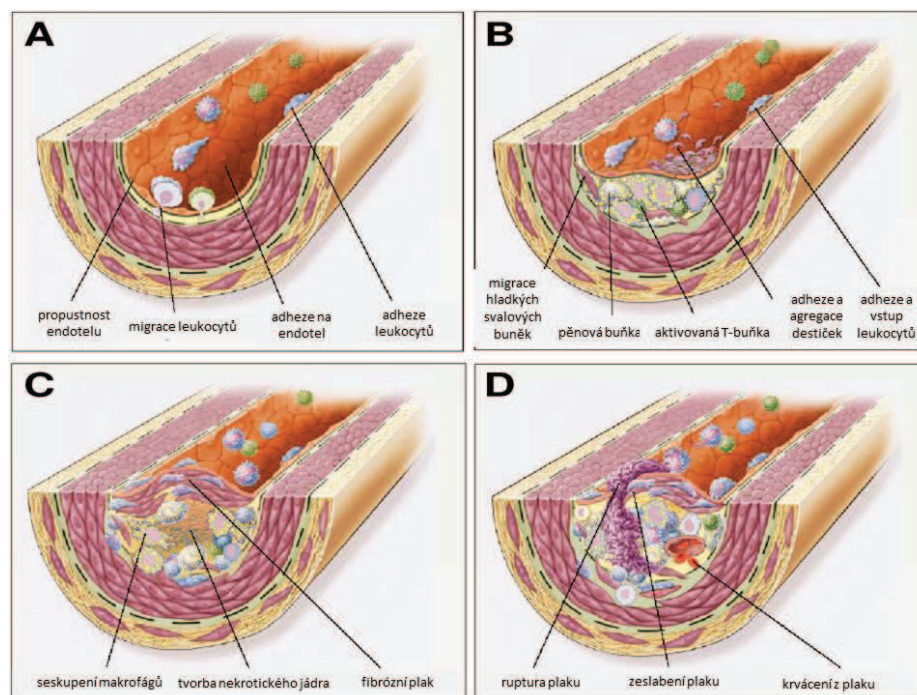 A
propustnost
endotelu
migrace leukocytů
adheze na
endotel
adheze
leukocytů
B
migrace
hladkých
svalových
buněk
pěnová buňka
aktivovaná T-buňka
adheze a
agregace
destiček
adheze a
vstup
leukocytů
C
seskupení makrofágů
tvorba nekrotického jádra
fibrózní plak
D
ruptura plaku
zeslabení plaku
krvácení z plaku